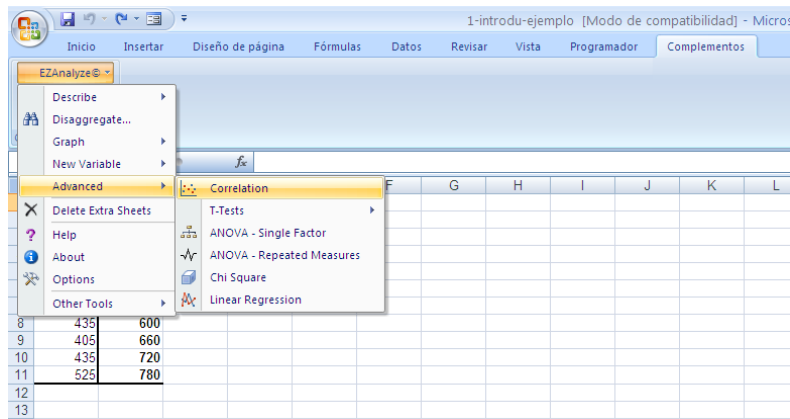 1-introdu-ejemplo [Modo de compatibilidad] - Micros
Inicio Insertar Diseño de página Fórmulas Datos Revisar Vista Programador Complementos
EZAnalyze©
Describe
Disaggregate...
Graph
New Variable
fx
Advanced
Delete Extra Sheets
Help
About
Options
Other Tools
Correlation
T-Tests
ANOVA - Single Factor
ANOVA - Repeated Measures
Chi Square
Linear Regression
F G H I J K L
8 435 600
9 405 660
10 435 720
11 525 780
12
13